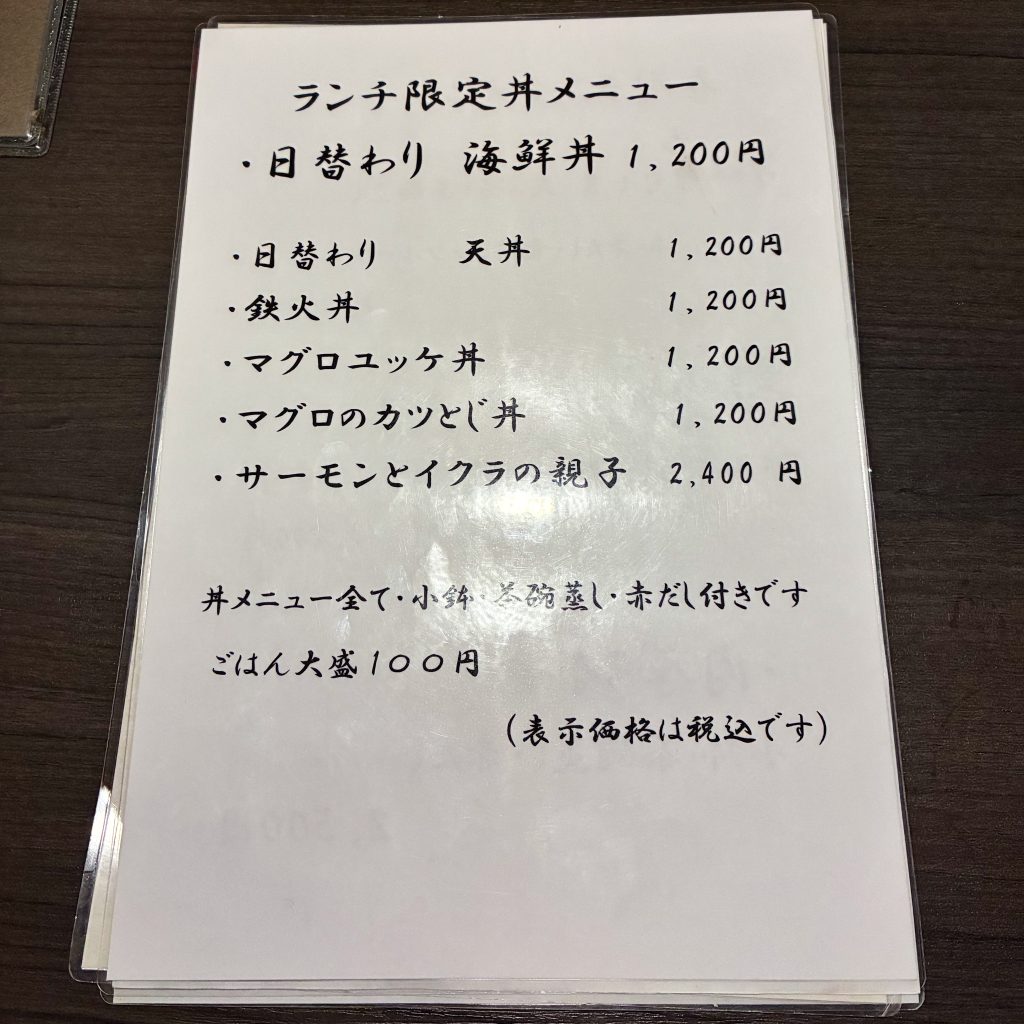 ランチ限定丼メニュー
・日替わり 海鮮丼 1,200円
・日替わり 天丼 1,200円
・鉄火丼 1,200円
・マグロユッケ丼 1,200円
・マグロのカツとじ丼 1,200円
・サーモンとイクラの親子 2,400 円
丼メニュー全て・小鉢・茶碗蒸し・赤だし付きです
ごはん大盛100円
(表示価格は税込です)